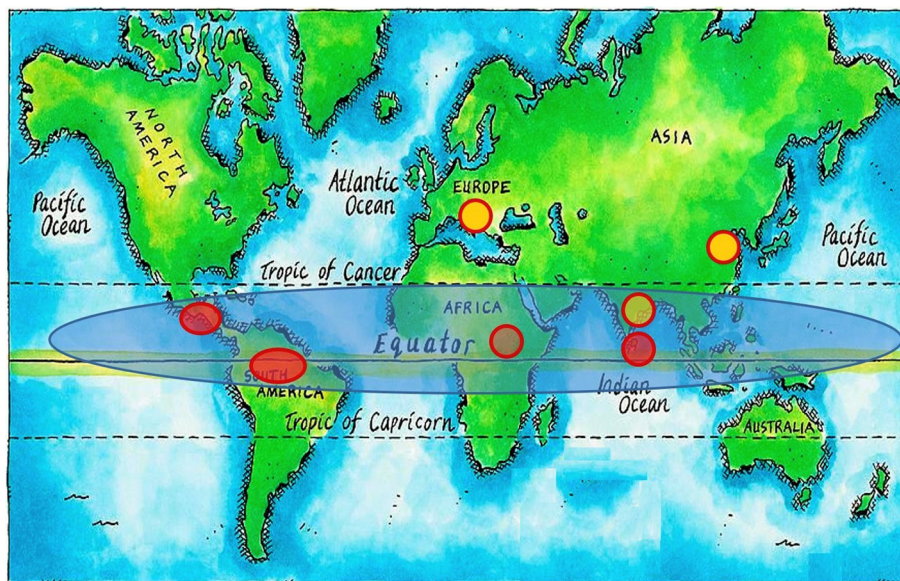 NORTH
AMERICA
ASIA
EUROPE
Atlantic
Ocean
Pacific
Ocean
Pacific
Ocean
Tropic of Cancer
AFRICA
Equator
SOUTH
AMERICA
Indian
Ocean
Tropic of Capricorn
AUSTRALIA